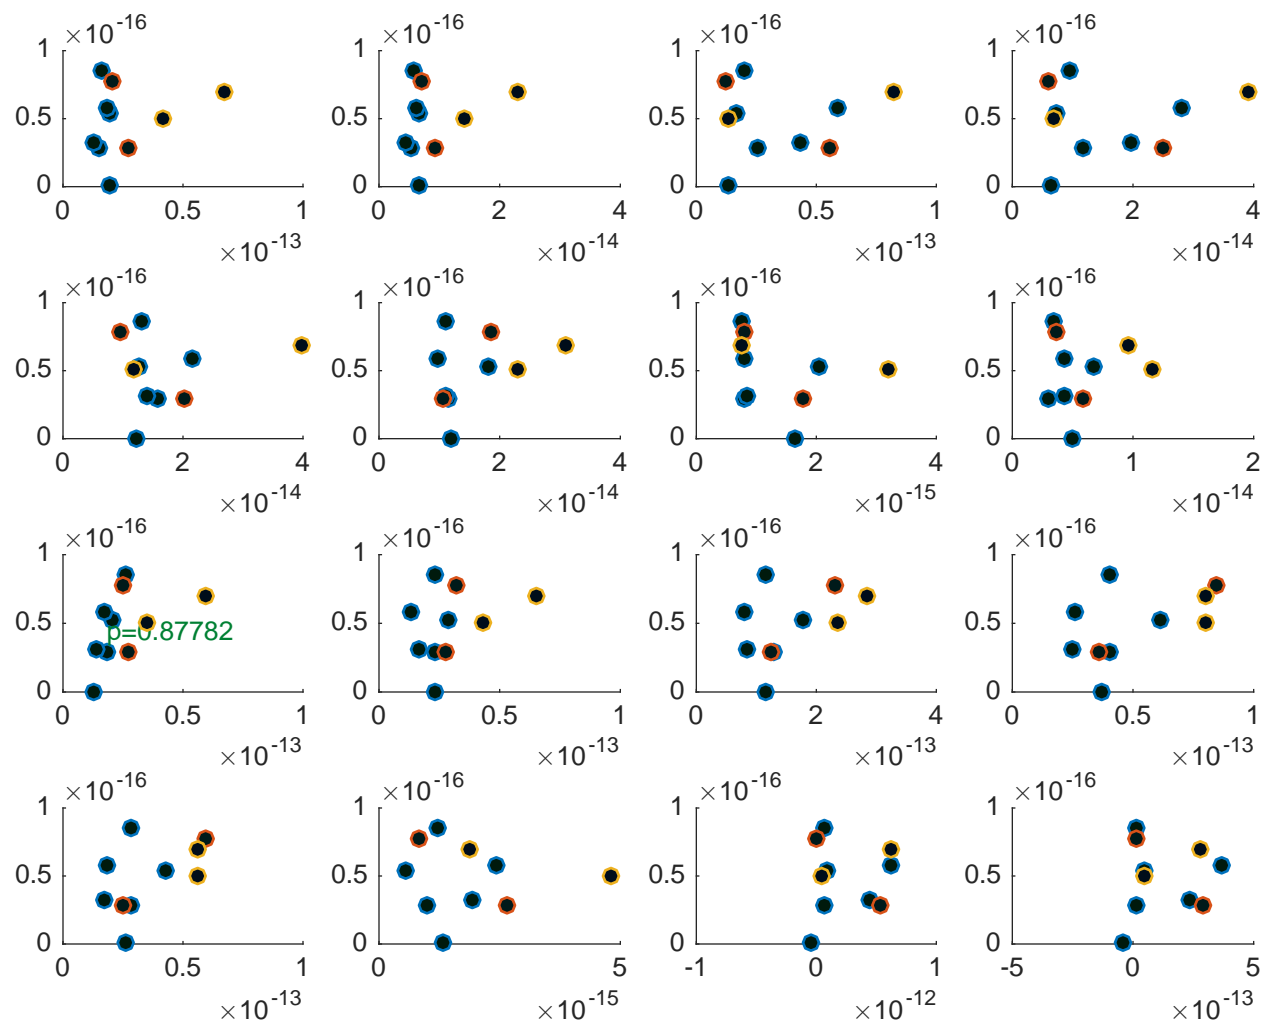 ×10-16 ×10-16 ×10-16 ×10-16
1 1 1 1
0.5 0.5 0.5 0.5
0 0 0 0
0 0.5 1 0 2 4 0 0.5 1 0 2 4
×10-13 ×10-14 ×10-13 ×10-14
×10-16 ×10-16 ×10-16 ×10-16
1 1 1 1
0.5 0.5 0.5 0.5
0 0 0 0
0 2 4 0 2 4 0 2 4 0 1 2
×10-14 ×10-14 ×10-15 ×10-14
×10-16 ×10-16 ×10-16 ×10-16
1 1 1 1
0.5 0.5 0.5 0.5
p=0.87782
0 0 0 0
0 0.5 1 0 0.5 1 0 2 4 0 0.5 1
×10-13 ×10-13 ×10-13 ×10-13
×10-16 ×10-16 ×10-16 ×10-16
1 1 1 1
0.5 0.5 0.5 0.5
0 0 0 0
0 0.5 1 0 5 -1 0 1 -5 0 5
×10-13 ×10-15 ×10-12 ×10-13